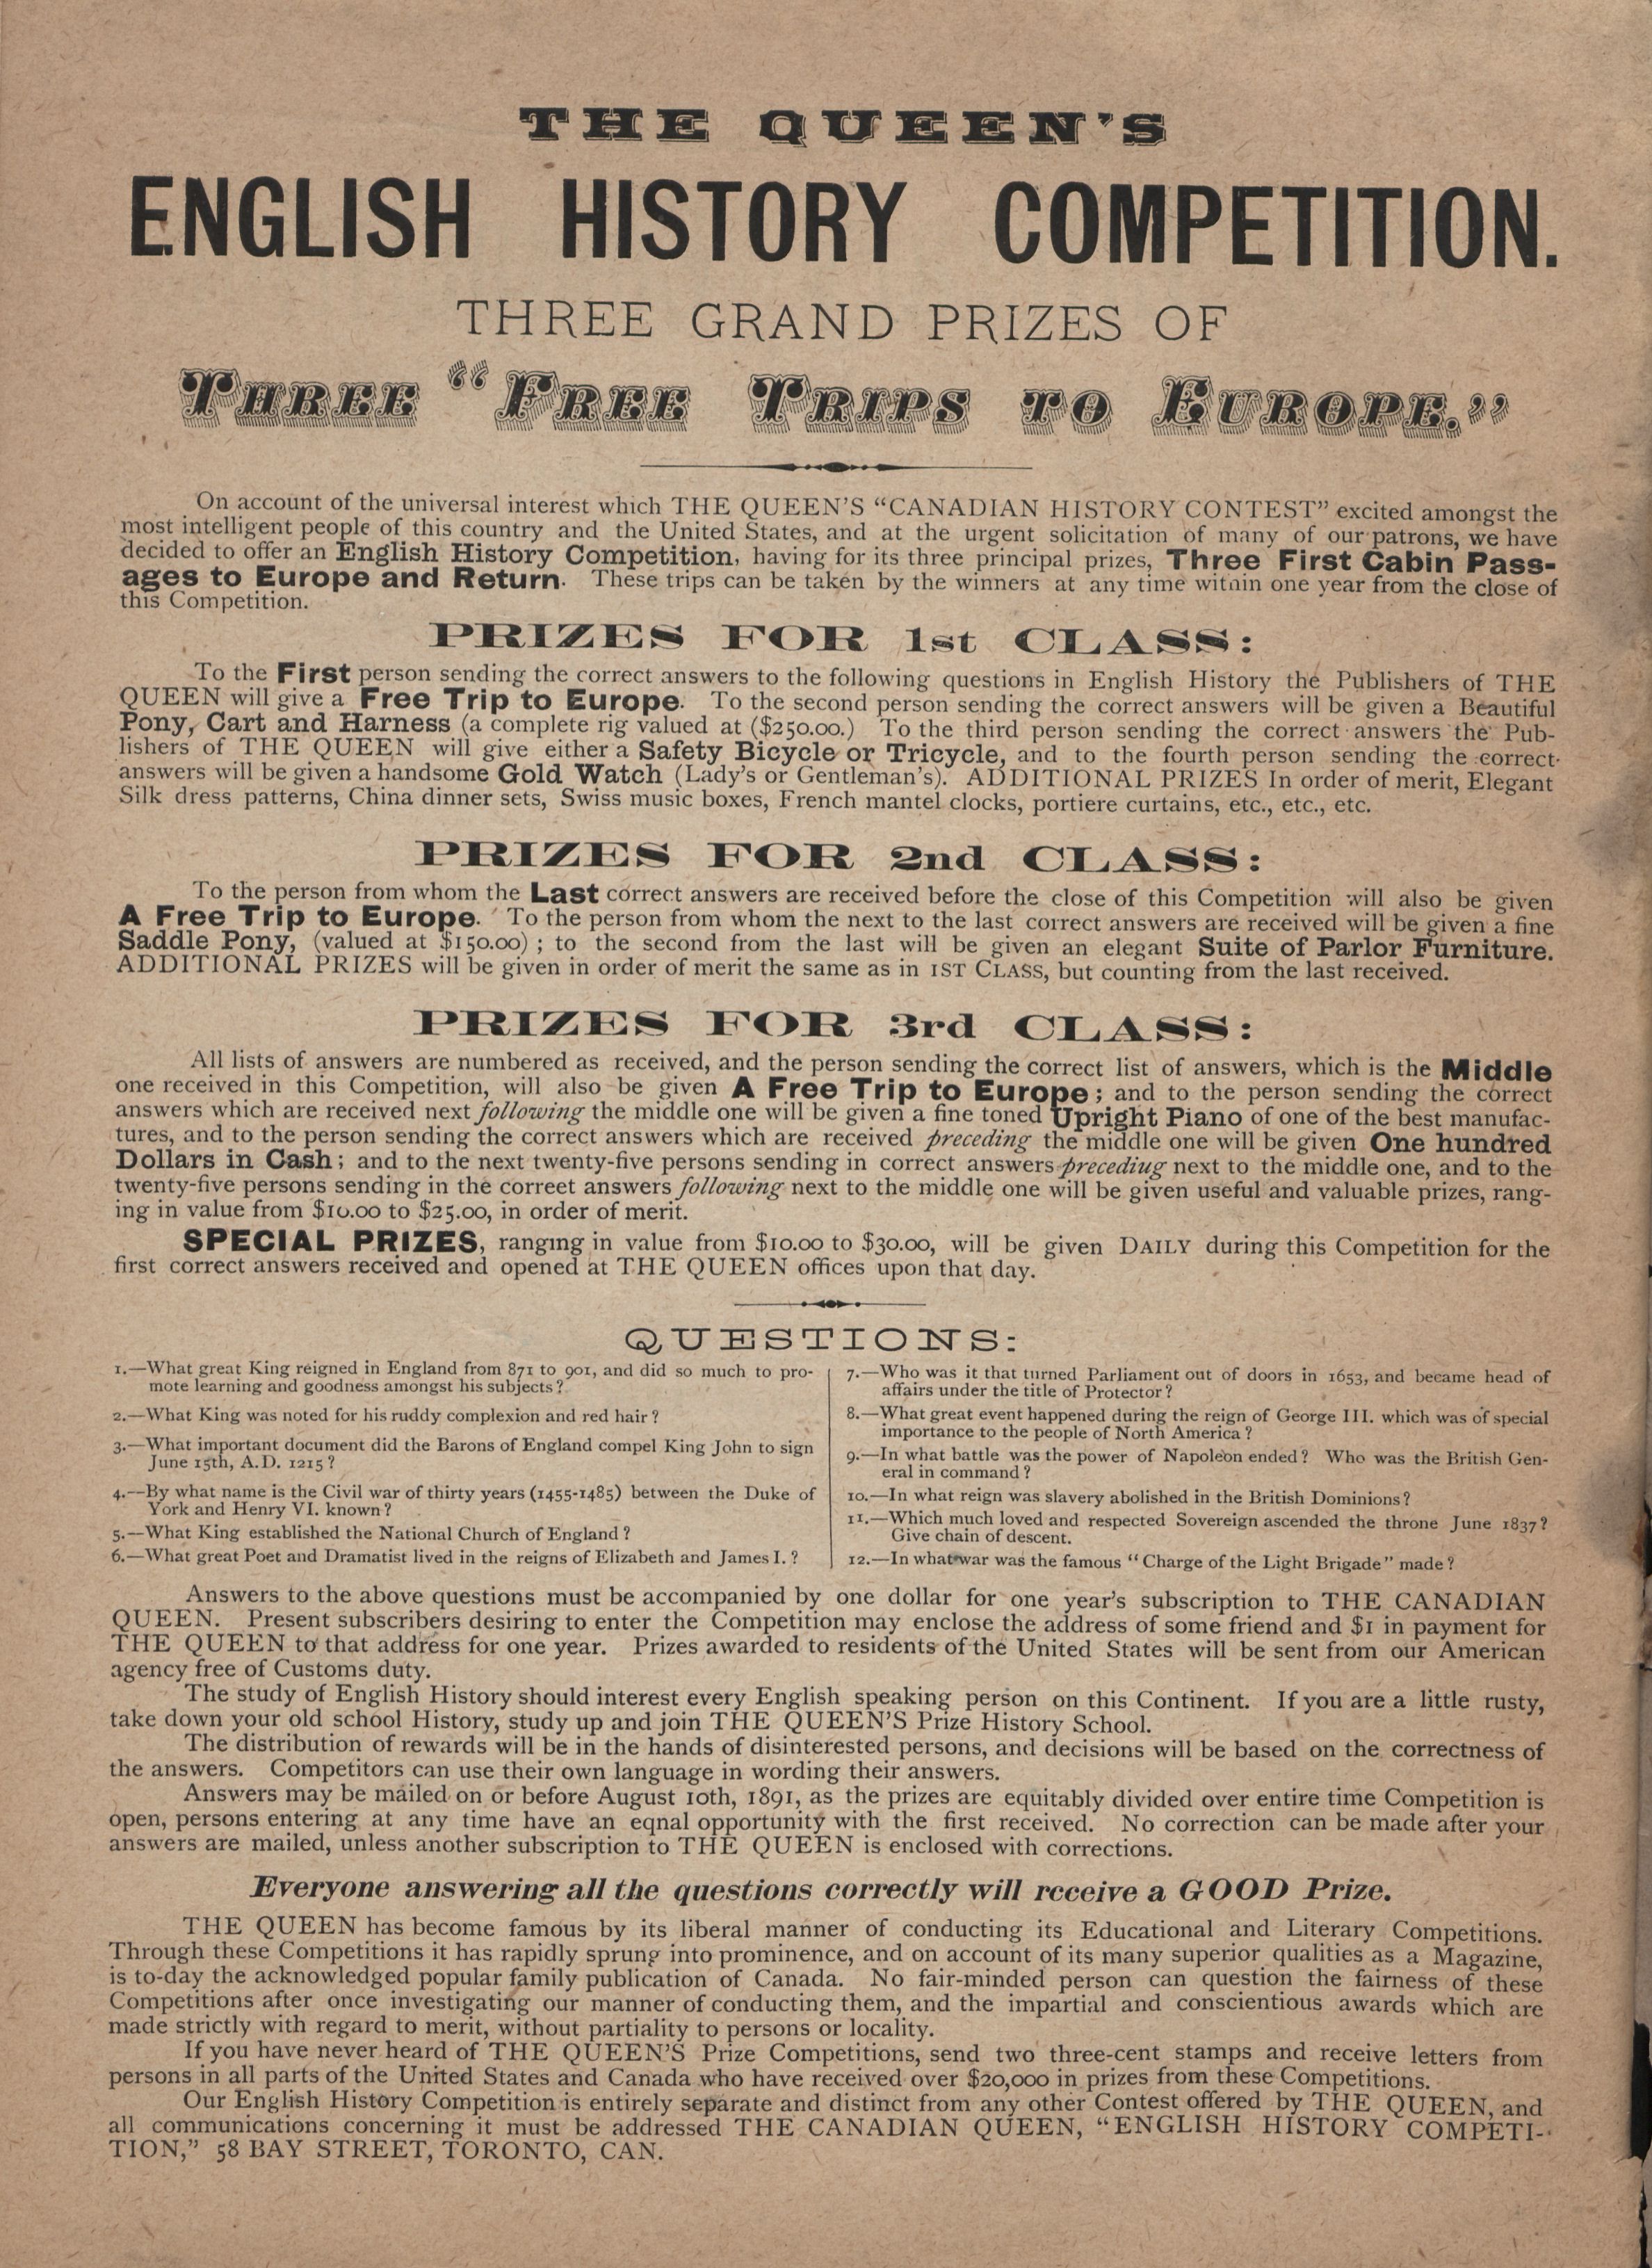 THE QUEEN'S
ENGLISH HISTORY COMPETITION.
THREE GRAND PRIZES OF
THREE "FREE TRIPS TO EUROPE."
On account of the universal interest which THE QUEEN'S "CANADIAN HISTORY CONTEST" excited amongst the
most intelligent people of this country and the United States, and at the urgent solicitation of many of our patrons, we have
decided to offer an English History Competition, having for its three principal prizes, Three First Cabin Pass-
ages to Europe and Return. These trips can be taken by the winners at any time witnin one year from the close of
this Competition.
PRIZES FOR 1st CLASS:
To the First person sending the correct answers to the following questions in English History the Publishers of THE
QUEEN will give a Free Trip to Europe. To the second person sending the correct answers will be given a Beautiful
Pony, Cart and Harness (a complete rig valued at ($250.00.) To the third person sending the correct answers the Pub-
lishers of THE QUEEN will give either a Safety Bicycle or Tricycle, and to the fourth person sending the correct
answers will be given a handsome Gold Watch (Lady's or Gentleman's). ADDITIONAL PRIZES In order of merit, Elegant
Silk dress patterns, China dinner sets, Swiss music boxes, French mantel clocks, portiere curtains, etc., etc., etc.
PRIZES FOR 2nd CLASS:
To the person from whom the Last correct answers are received before the close of this Competition will also be given
A Free Trip to Europe. To the person from whom the next to the last correct answers are received will be given a fine
Saddle Pony, (valued at $150.00) ; to the second from the last will be given an elegant Suite of Parlor Furniture.
ADDITIONAL PRIZES will be given in order of merit the same as in 1ST CLASS, but counting from the last received.
PRIZES FOR 3rd CLASS:
All lists of answers are numbered as received, and the person sending the correct list of answers, which is the Middle
one received in this Competition, will also be given A Free Trip to Europe ; and to the person sending the correct
answers which are received next following the middle one will be given a fine toned Upright Piano of one of the best manufac-
tures, and to the person sending the correct answers which are received preceding the middle one will be given One hundred
Dollars in Cash ; and to the next twenty-five persons sending in correct answers precediug next to the middle one, and to the
twenty-five persons sending in the correet answers following next to the middle one will be given useful and valuable prizes, rang-
ing in value from $10.00 to $25.00, in order of merit.
SPECIAL PRIZES, ranging in value from $10.00 to $30.00, will be given DAILY during this Competition for the
first correct answers received and opened at THE QUEEN offices upon that day.
QUESTIONS:
1.—What great King reigned in England from 871 to 901, and did so much to pro-
mote learning and goodness amongst his subjects ?
2.—What King was noted for his ruddy complexion and red hair ?
3.—What important document did the Barons of England compel King John to sign
June 15th, A.D. 1215 ?
4.—By what name is the Civil war of thirty years (1455-1485) between the Duke of
York and Henry VI. known ?
5.—What King established the National Church of England ?
6.—What great Poet and Dramatist lived in the reigns of Elizabeth and James I. ?
7.—Who was it that turned Parliament out of doors in 1653, and became head of
affairs under the title of Protector ?
8.—What great event happened during the reign of George III. which was of special
importance to the people of North America ?
9.—In what battle was the power of Napoleon ended ? Who was the British Gen-
eral in command ?
10.—In what reign was slavery abolished in the British Dominions ?
11.—Which much loved and respected Sovereign ascended the throne June 1837 ?
Give chain of descent.
12.—In what war was the famous "Charge of the Light Brigade" made ?
Answers to the above questions must be accompanied by one dollar for one year's subscription to THE CANADIAN
QUEEN. Present subscribers desiring to enter the Competition may enclose the address of some friend and $1 in payment for
THE QUEEN to that address for one year. Prizes awarded to residents of the United States will be sent from our American
agency free of Customs duty.
The study of English History should interest every English speaking person on this Continent. If you are a little rusty,
take down your old school History, study up and join THE QUEEN'S Prize History School.
The distribution of rewards will be in the hands of disinterested persons, and decisions will be based on the correctness of
the answers. Competitors can use their own language in wording their answers.
Answers may be mailed on or before August 10th, 1891, as the prizes are equitably divided over entire time Competition is
open, persons entering at any time have an eqnal opportunity with the first received. No correction can be made after your
answers are mailed, unless another subscription to THE QUEEN is enclosed with corrections.
Everyone answering all the questions correctly will receive a GOOD Prize.
THE QUEEN has become famous by its liberal manner of conducting its Educational and Literary Competitions.
Through these Competitions it has rapidly sprung into prominence, and on account of its many superior qualities as a Magazine,
is to-day the acknowledged popular family publication of Canada. No fair-minded person can question the fairness of these
Competitions after once investigating our manner of conducting them, and the impartial and conscientious awards which are
made strictly with regard to merit, without partiality to persons or locality.
If you have never heard of THE QUEEN'S Prize Competitions, send two three-cent stamps and receive letters from
persons in all parts of the United States and Canada who have received over $20,000 in prizes from these Competitions.
Our English History Competition is entirely separate and distinct from any other Contest offered by THE QUEEN, and
all communications concerning it must be addressed THE CANADIAN QUEEN, "ENGLISH HISTORY COMPETI-
TION," 58 BAY STREET, TORONTO, CAN.